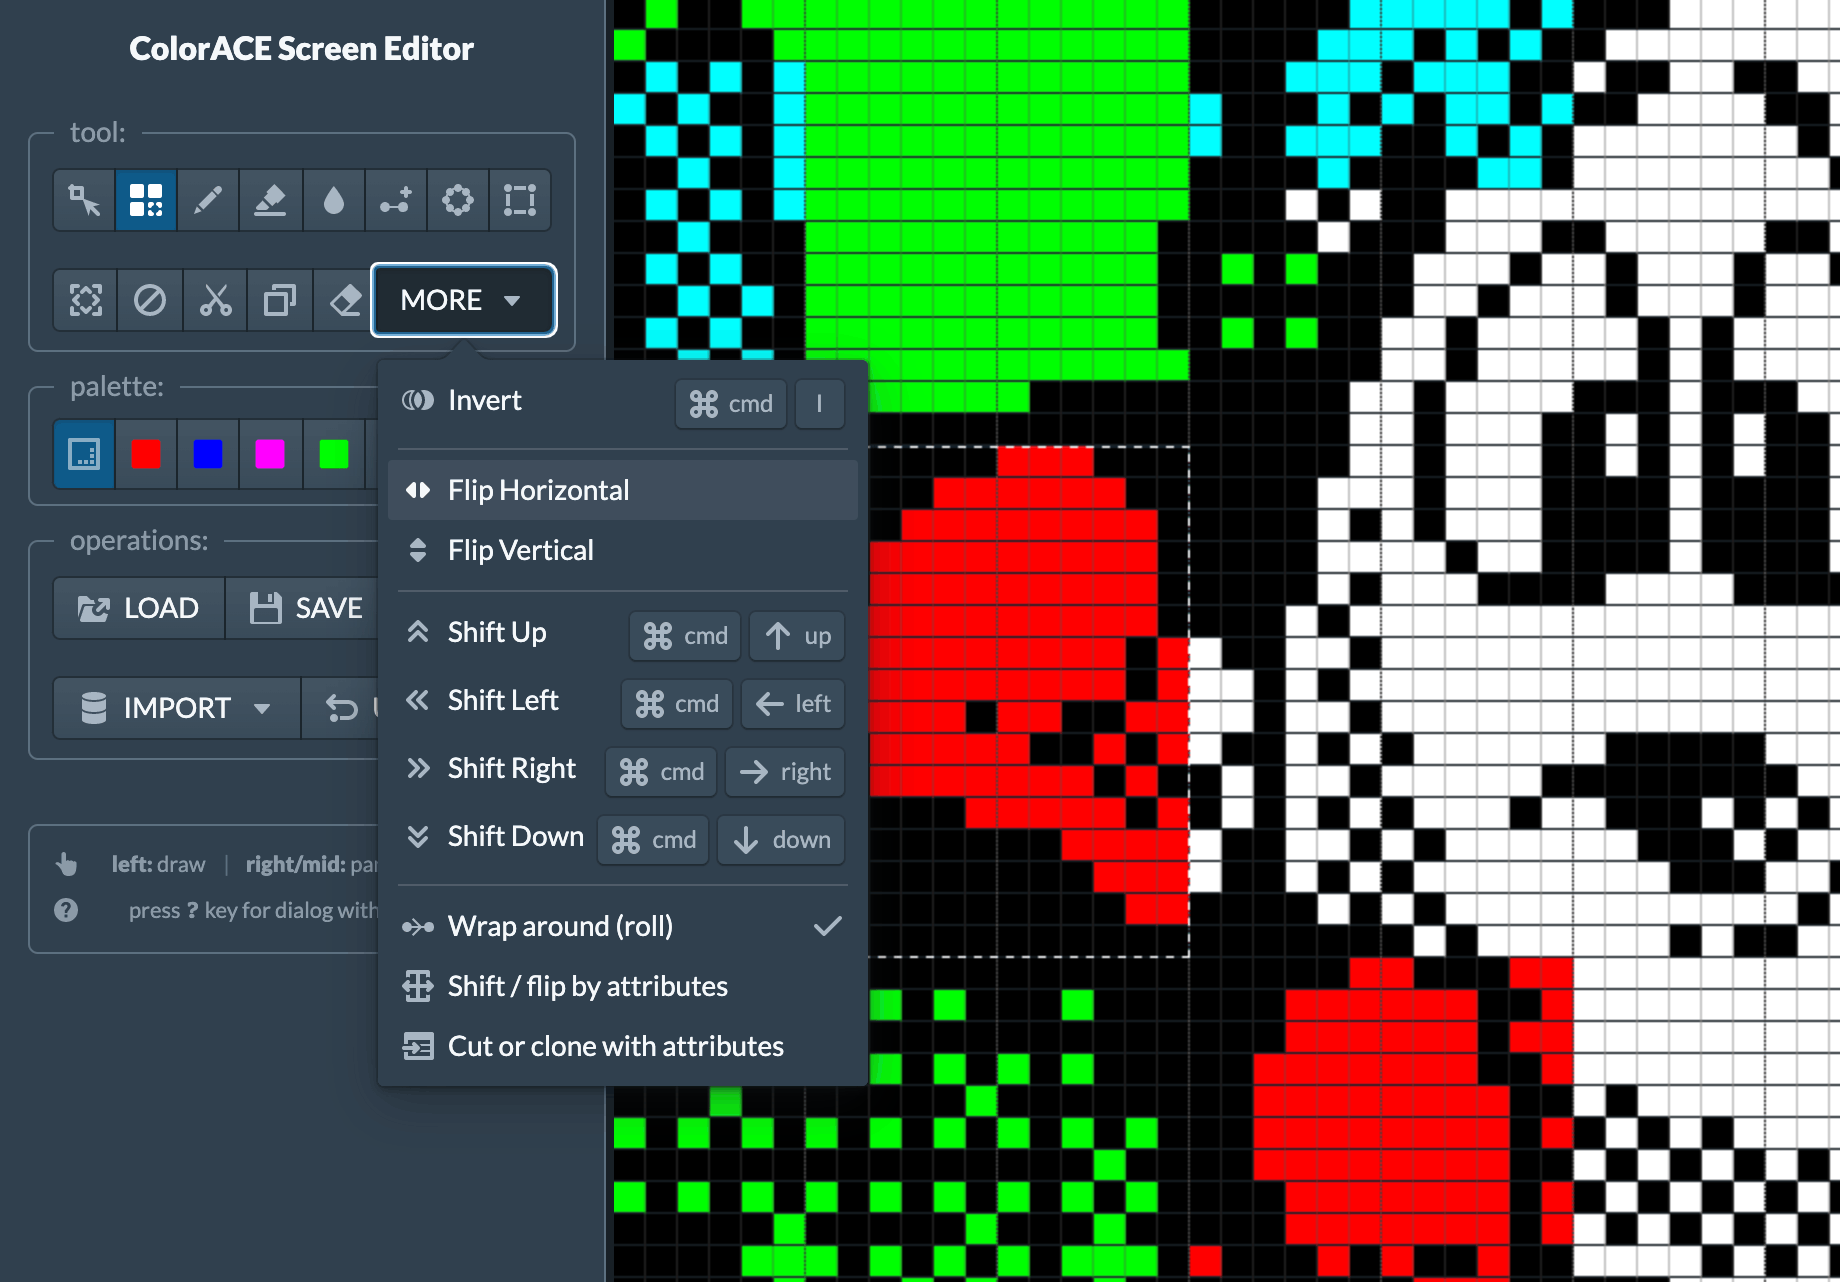 ColorACE Screen Editor
tool:
MORE
palette:
Invert cmd I
Flip Horizontal
Flip Vertical
operations:
LOAD SAVE
Shift Up cmd up
Shift Left cmd left
IMPORT
Shift Right cmd right
Shift Down cmd down
left: draw | right/mid:
press ? key for dialog with
Wrap around (roll)
Shift / flip by attributes
Cut or clone with attributes